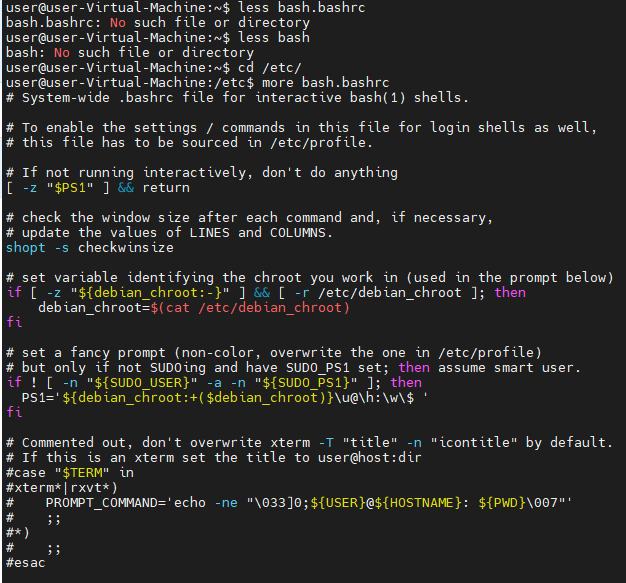 user@user-Virtual-Machine:~$ less bash.bashrc
bash.bashrc: No such file or directory
user@user-Virtual-Machine:~$ less bash
bash: No such file or directory
user@user-Virtual-Machine:~$ cd /etc/
user@user-Virtual-Machine:/etc$ more bash.bashrc
# System-wide .bashrc file for interactive bash(1) shells.

# To enable the settings / commands in this file for login shells as well,
# this file has to be sourced in /etc/profile.

# If not running interactively, don't do anything
[ -z "$PS1" ] && return

# check the window size after each command and, if necessary,
# update the values of LINES and COLUMNS.
shopt -s checkwinsize

# set variable identifying the chroot you work in (used in the prompt below)
if [ -z "${debian_chroot:-}" ] && [ -r /etc/debian_chroot ]; then
    debian_chroot=$(cat /etc/debian_chroot)
fi

# set a fancy prompt (non-color, overwrite the one in /etc/profile)
# but only if not SUDOing and have SUDO_PS1 set; then assume smart user.
if ! [ -n "${SUDO_USER}" -a -n "${SUDO_PS1}" ]; then
  PS1='${debian_chroot:+($debian_chroot)}\u@\h:\w\$ '
fi

# Commented out, don't overwrite xterm -T "title" -n "icontitle" by default.
# If this is an xterm set the title to user@host:dir
#case "$TERM" in
#xterm*|rxvt*)
#    PROMPT_COMMAND='echo -ne "\033]0;${USER}@${HOSTNAME}: ${PWD}\007"'
#    ;;
#*)
#    ;;
#esac